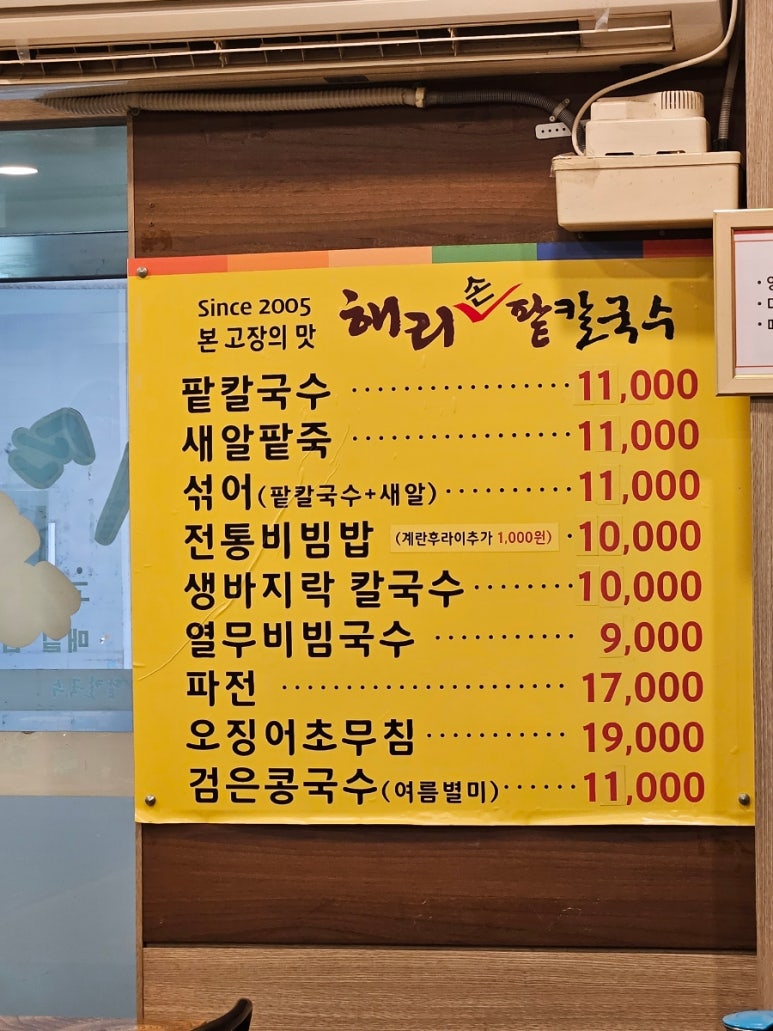 Since 2005
본 고장의 맛
해리 손 팥칼국수
팥칼국수 ·················· 11,000
새알팥죽 ·················· 11,000
섞어(팥칼국수+새알) ·········· 11,000
전통비빔밥 (계란후라이추가 1,000원) · 10,000
생바지락 칼국수 ········ 10,000
열무비빔국수 ··········· 9,000
파전 ······················ 17,000
오징어초무침 ··········· 19,000
검은콩국수(여름별미) ······ 11,000